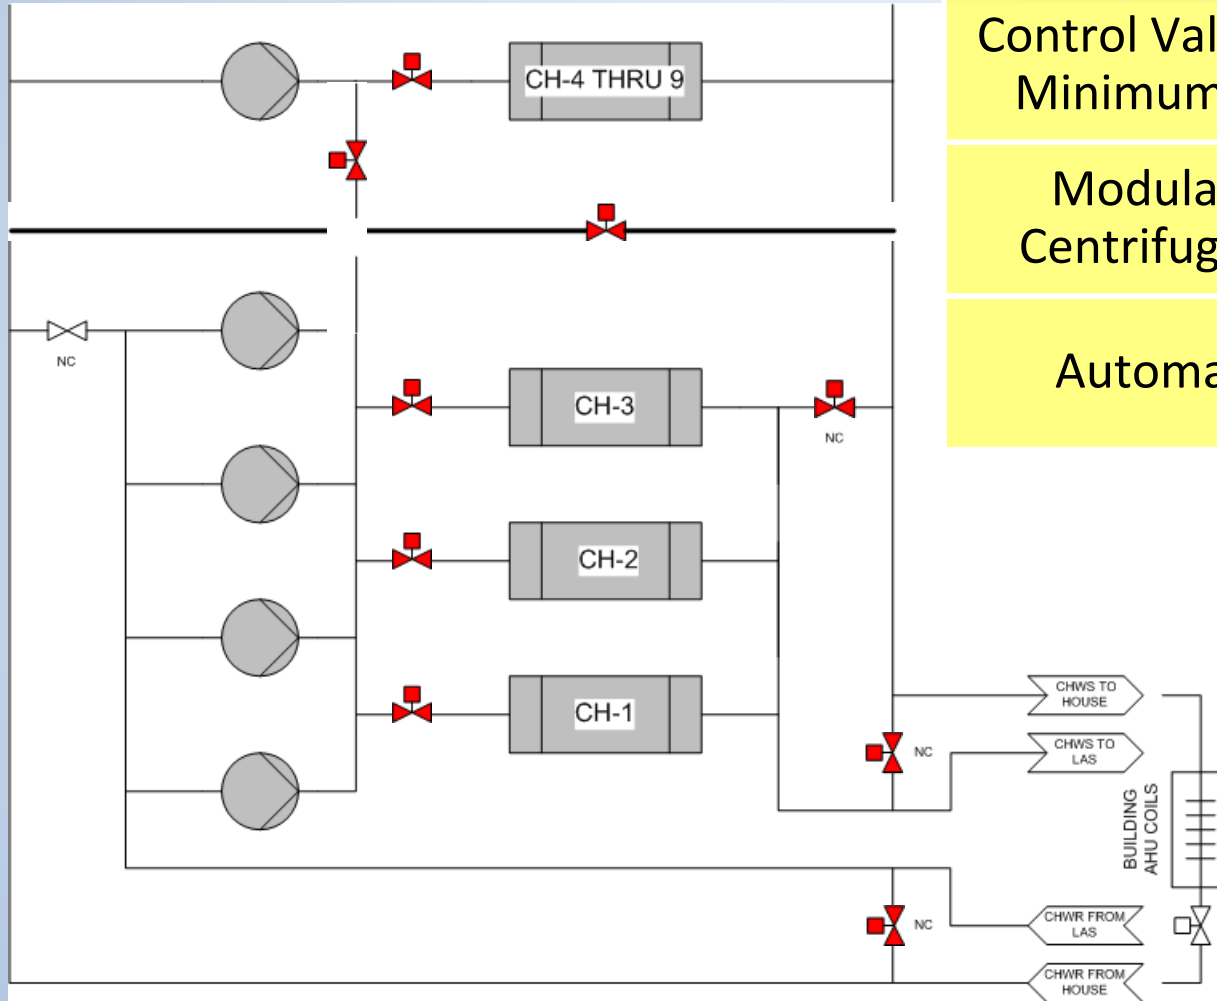 Control Val
Minimum
Modula
Centrifug
Automa
CH-4 THRU 9
NC
CH-3
NC
CH-2
CH-1
CHWS TO
HOUSE
NC
CHWS TO
LAS
BUILDING
AHU COILS
NC
CHWR FROM
LAS
CHWR FROM
HOUSE